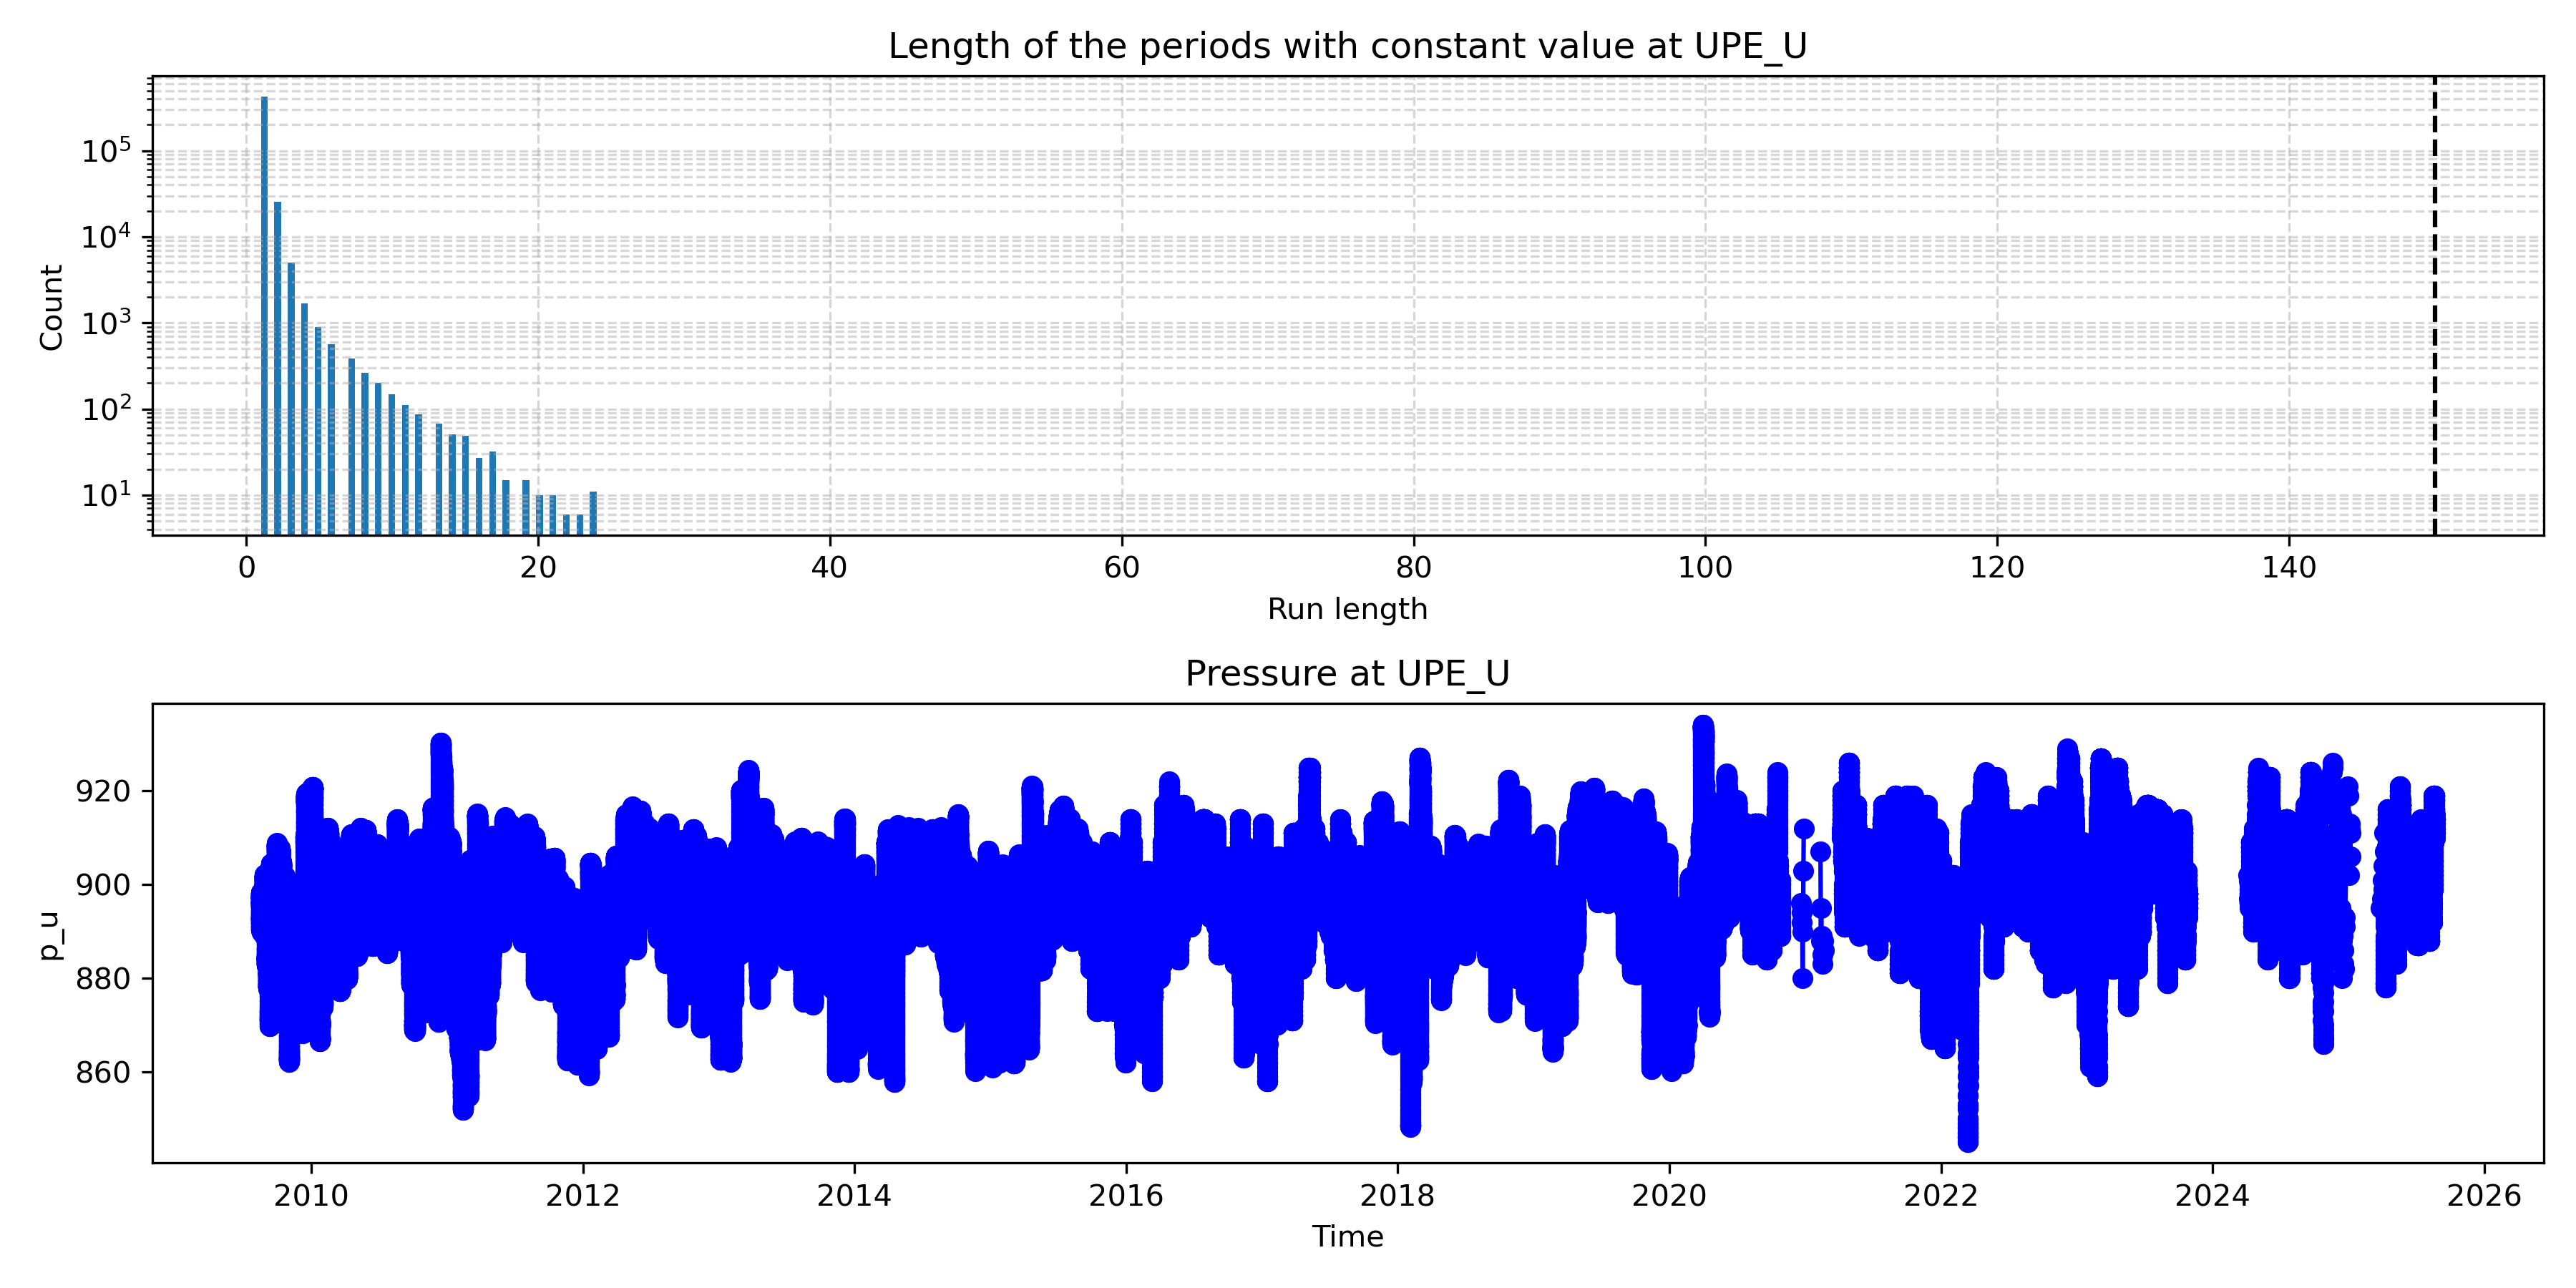 Length of the periods with constant value at UPE_U
Count
10^5
10^4
10^3
10^2
10^1
0 20 40 60 80 100 120 140
Run length
Pressure at UPE_U
p_u
920
900
880
860
2010 2012 2014 2016 2018 2020 2022 2024 2026
Time